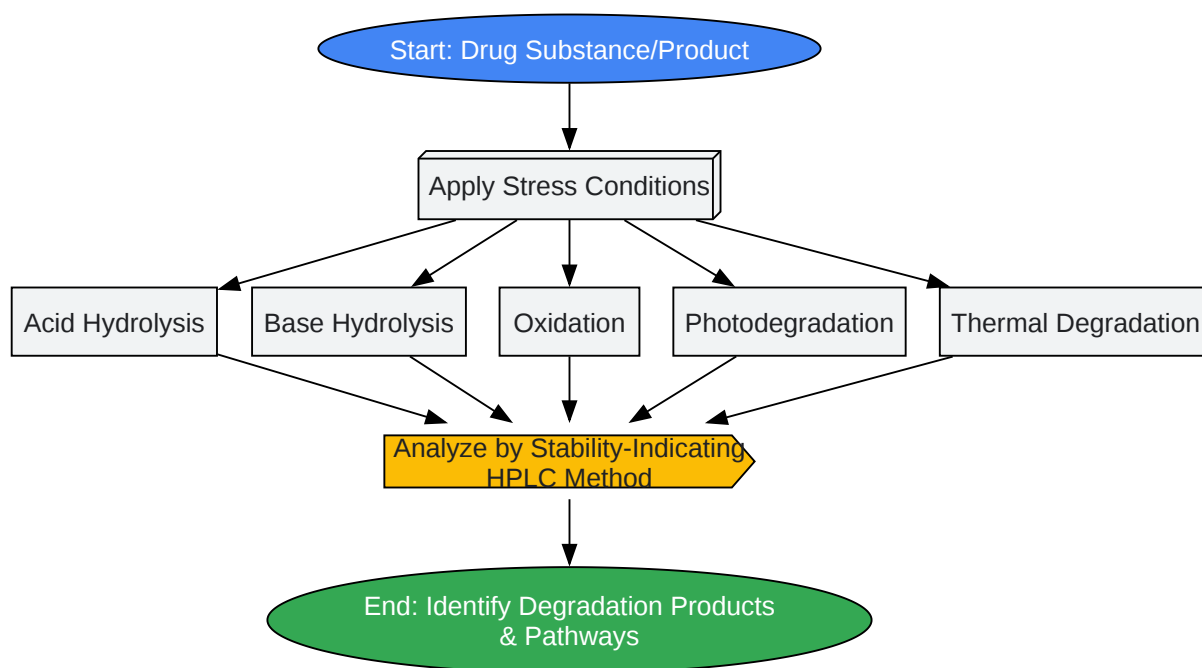 Start: Drug Substance/Product
Apply Stress Conditions
Acid Hydrolysis
Base Hydrolysis
Oxidation
Photodegradation
Thermal Degradation
Analyze by Stability-Indicating
HPLC Method
End: Identify Degradation Products
& Pathways